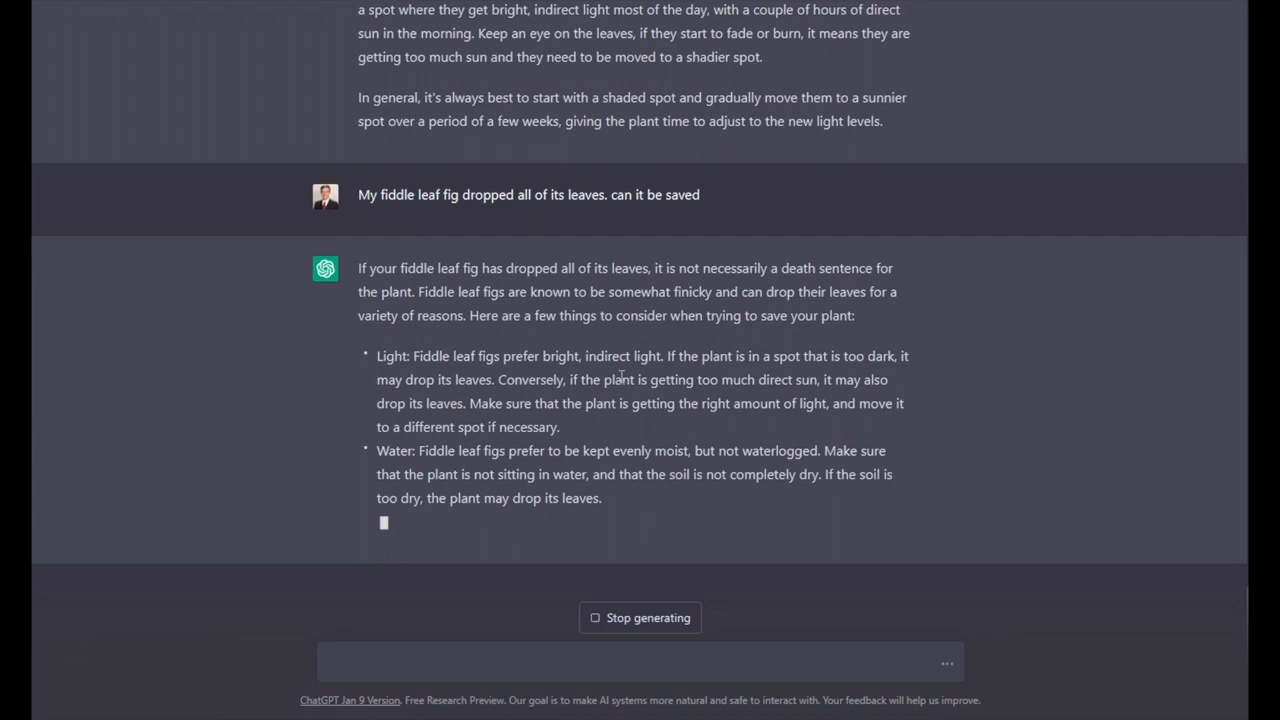 a spot where they get bright, indirect light most of the day, with a couple of hours of direct
sun in the morning. Keep an eye on the leaves, if they start to fade or burn, it means they are
getting too much sun and they need to be moved to a shadier spot.
In general, it's always best to start with a shaded spot and gradually move them to a sunnier
spot over a period of a few weeks, giving the plant time to adjust to the new light levels.
My fiddle leaf fig dropped all of its leaves. can it be saved
If your fiddle leaf fig has dropped all of its leaves, it is not necessarily a death sentence for
the plant. Fiddle leaf figs are known to be somewhat finicky and can drop their leaves for a
variety of reasons. Here are a few things to consider when trying to save your plant:
• Light: Fiddle leaf figs prefer bright, indirect light. If the plant is in a spot that is too dark, it
may drop its leaves. Conversely, if the plant is getting too much direct sun, it may also
drop its leaves. Make sure that the plant is getting the right amount of light, and move it
to a different spot if necessary.
• Water: Fiddle leaf figs prefer to be kept evenly moist, but not waterlogged. Make sure
that the plant is not sitting in water, and that the soil is not completely dry. If the soil is
too dry, the plant may drop its leaves.
Stop generating
...
ChatGPT Jan 9 Version. Free Research Preview. Our goal is to make AI systems more natural and safe to interact with. Your feedback will help us improve.